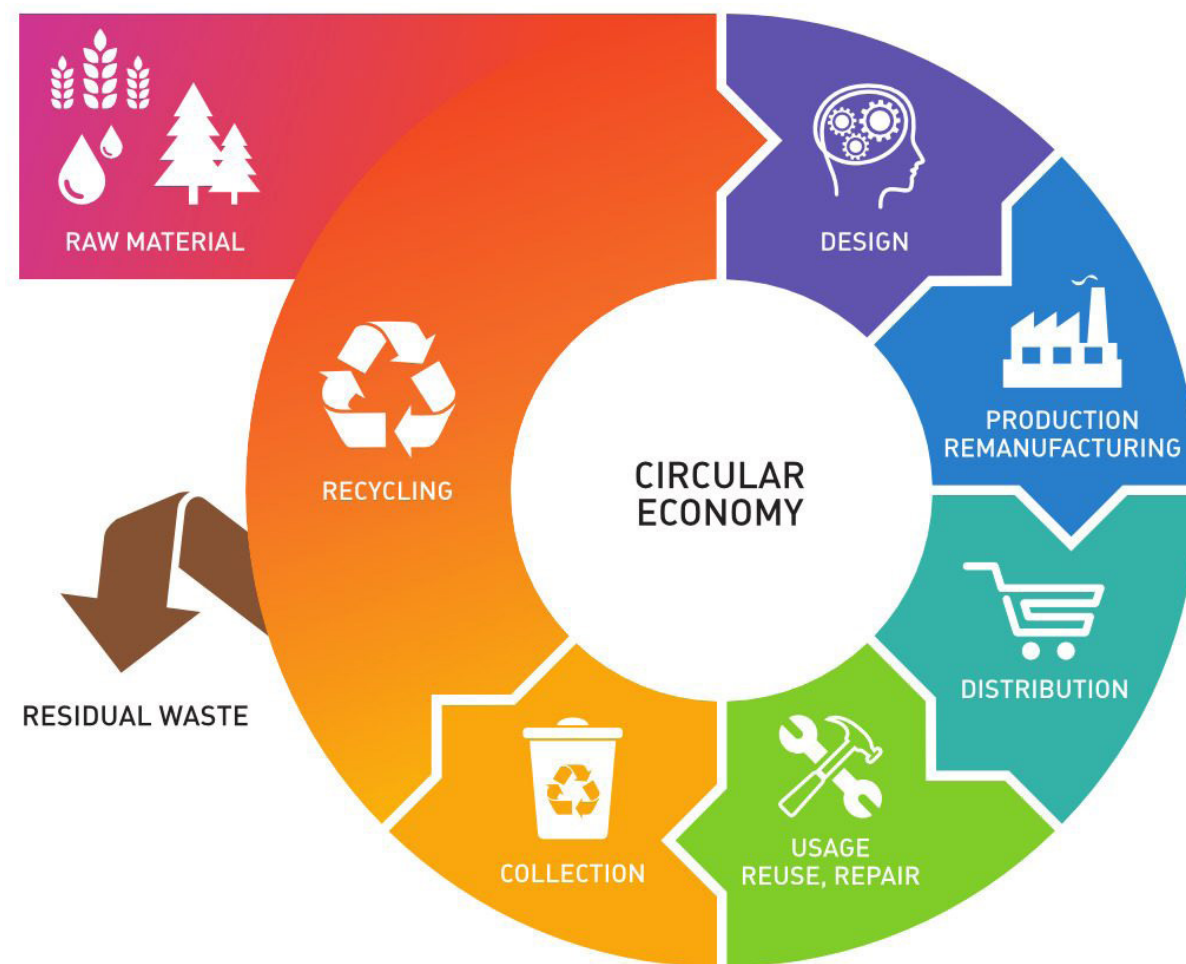 RAW MATERIAL
DESIGN
PRODUCTION
REMANUFACTURING
DISTRIBUTION
USAGE
REUSE, REPAIR
COLLECTION
RECYCLING
RESIDUAL WASTE
CIRCULAR
ECONOMY